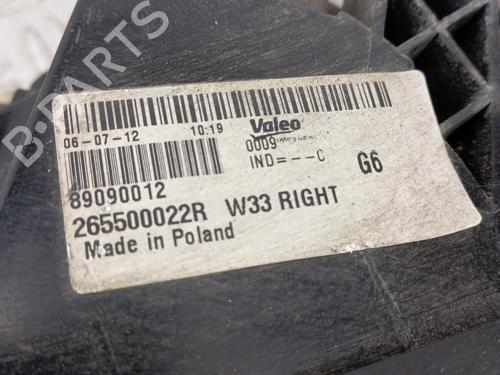 B-PARTS
06-07-12 10:19 Valeo
0009
IND=---C G6
89090012
265500022R W33 RIGHT
Made in Poland